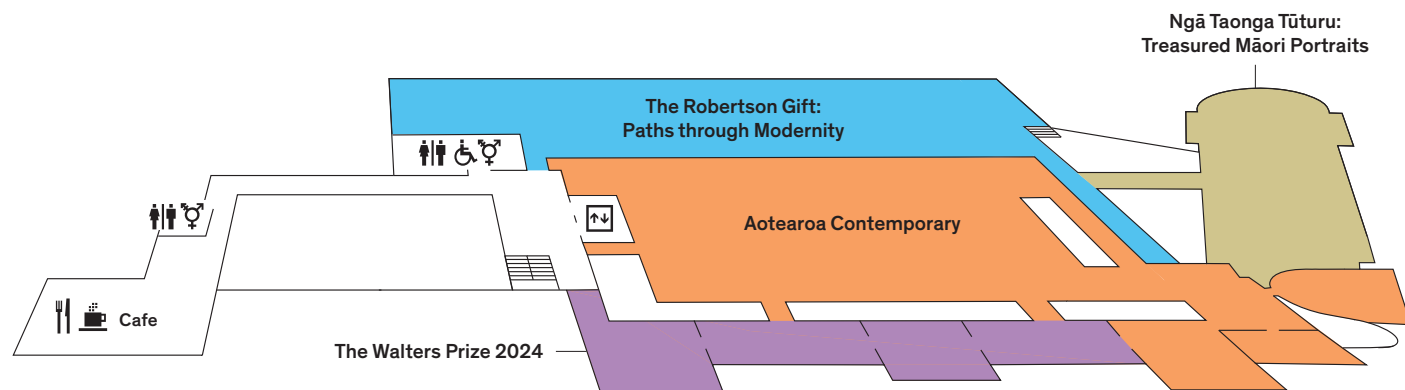 Ngā Taonga Tūturu:
Treasured Māori Portraits
The Robertson Gift:
Paths through Modernity
Aotearoa Contemporary
Cafe
The Walters Prize 2024